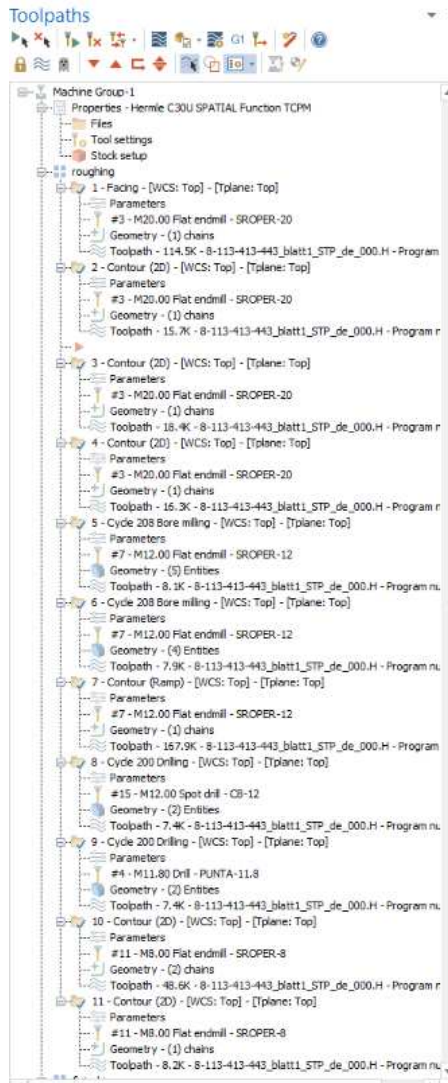 Toolpaths
G1
Machine Group-1
Properties - Hermle C30U SPATIAL Function TCPM
Files
Tool settings
Stock setup
roughing
1 - Facing - [WCS: Top] - [Tplane: Top]
Parameters
#3 - M20.00 Flat endmill - SROPER-20
Geometry - (1) chains
Toolpath - 114.5K - 8-113-413-443_blatt1_STP_de_000.H - Program
2 - Contour (2D) - [WCS: Top] - [Tplane: Top]
Parameters
#3 - M20.00 Flat endmill - SROPER-20
Geometry - (1) chains
Toolpath - 15.7K - 8-113-413-443_blatt1_STP_de_000.H - Program n
3 - Contour (2D) - [WCS: Top] - [Tplane: Top]
Parameters
#3 - M20.00 Flat endmill - SROPER-20
Geometry - (1) chains
Toolpath - 18.4K - 8-113-413-443_blatt1_STP_de_000.H - Program n
4 - Contour (2D) - [WCS: Top] - [Tplane: Top]
Parameters
#3 - M20.00 Flat endmill - SROPER-20
Geometry - (1) chains
Toolpath - 16.3K - 8-113-413-443_blatt1_STP_de_000.H - Program n
5 - Cycle 208 Bore milling - [WCS: Top] - [Tplane: Top]
Parameters
#7 - M12.00 Flat endmill - SROPER-12
Geometry - (5) Entities
Toolpath - 8.1K - 8-113-413-443_blatt1_STP_de_000.H - Program nu
6 - Cycle 208 Bore milling - [WCS: Top] - [Tplane: Top]
Parameters
#7 - M12.00 Flat endmill - SROPER-12
Geometry - (4) Entities
Toolpath - 7.9K - 8-113-413-443_blatt1_STP_de_000.H - Program nu
7 - Contour (Ramp) - [WCS: Top] - [Tplane: Top]
Parameters
#7 - M12.00 Flat endmill - SROPER-12
Geometry - (1) chains
Toolpath - 167.9K - 8-113-413-443_blatt1_STP_de_000.H - Program
8 - Cycle 200 Drilling - [WCS: Top] - [Tplane: Top]
Parameters
#15 - M12.00 Spot drill - CB-12
Geometry - (2) Entities
Toolpath - 7.4K - 8-113-413-443_blatt1_STP_de_000.H - Program nu
9 - Cycle 200 Drilling - [WCS: Top] - [Tplane: Top]
Parameters
#4 - M11.80 Drill - PUNTA-11.8
Geometry - (2) Entities
Toolpath - 7.4K - 8-113-413-443_blatt1_STP_de_000.H - Program nu
10 - Contour (2D) - [WCS: Top] - [Tplane: Top]
Parameters
#11 - M8.00 Flat endmill - SROPER-8
Geometry - (2) chains
Toolpath - 48.6K - 8-113-413-443_blatt1_STP_de_000.H - Program n
11 - Contour (2D) - [WCS: Top] - [Tplane: Top]
Parameters
#11 - M8.00 Flat endmill - SROPER-8
Geometry - (1) chains
Toolpath - 8.2K - 8-113-413-443_blatt1_STP_de_000.H - Program nu